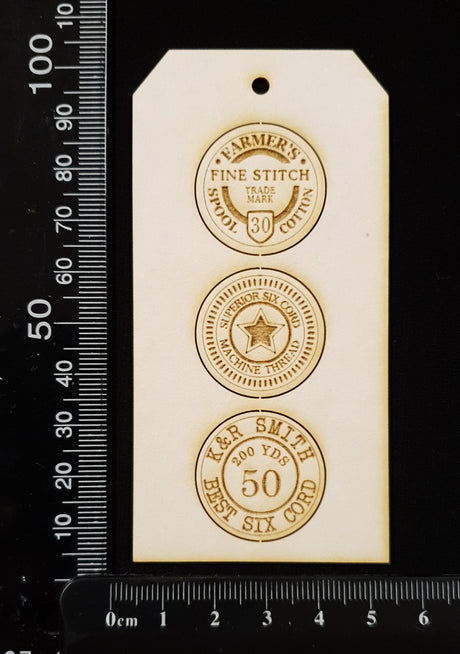 100
90
80
70
60
50
40
30
20
10
• FARMER'S •
FINE STITCH
TRADE
MARK
SPOOL 30 COTTON
SUPERIOR SIX CORD
MACHINE THREAD
K&R SMITH
200 YDS
50
BEST SIX CORD
0cm 1 2 3 4 5 6